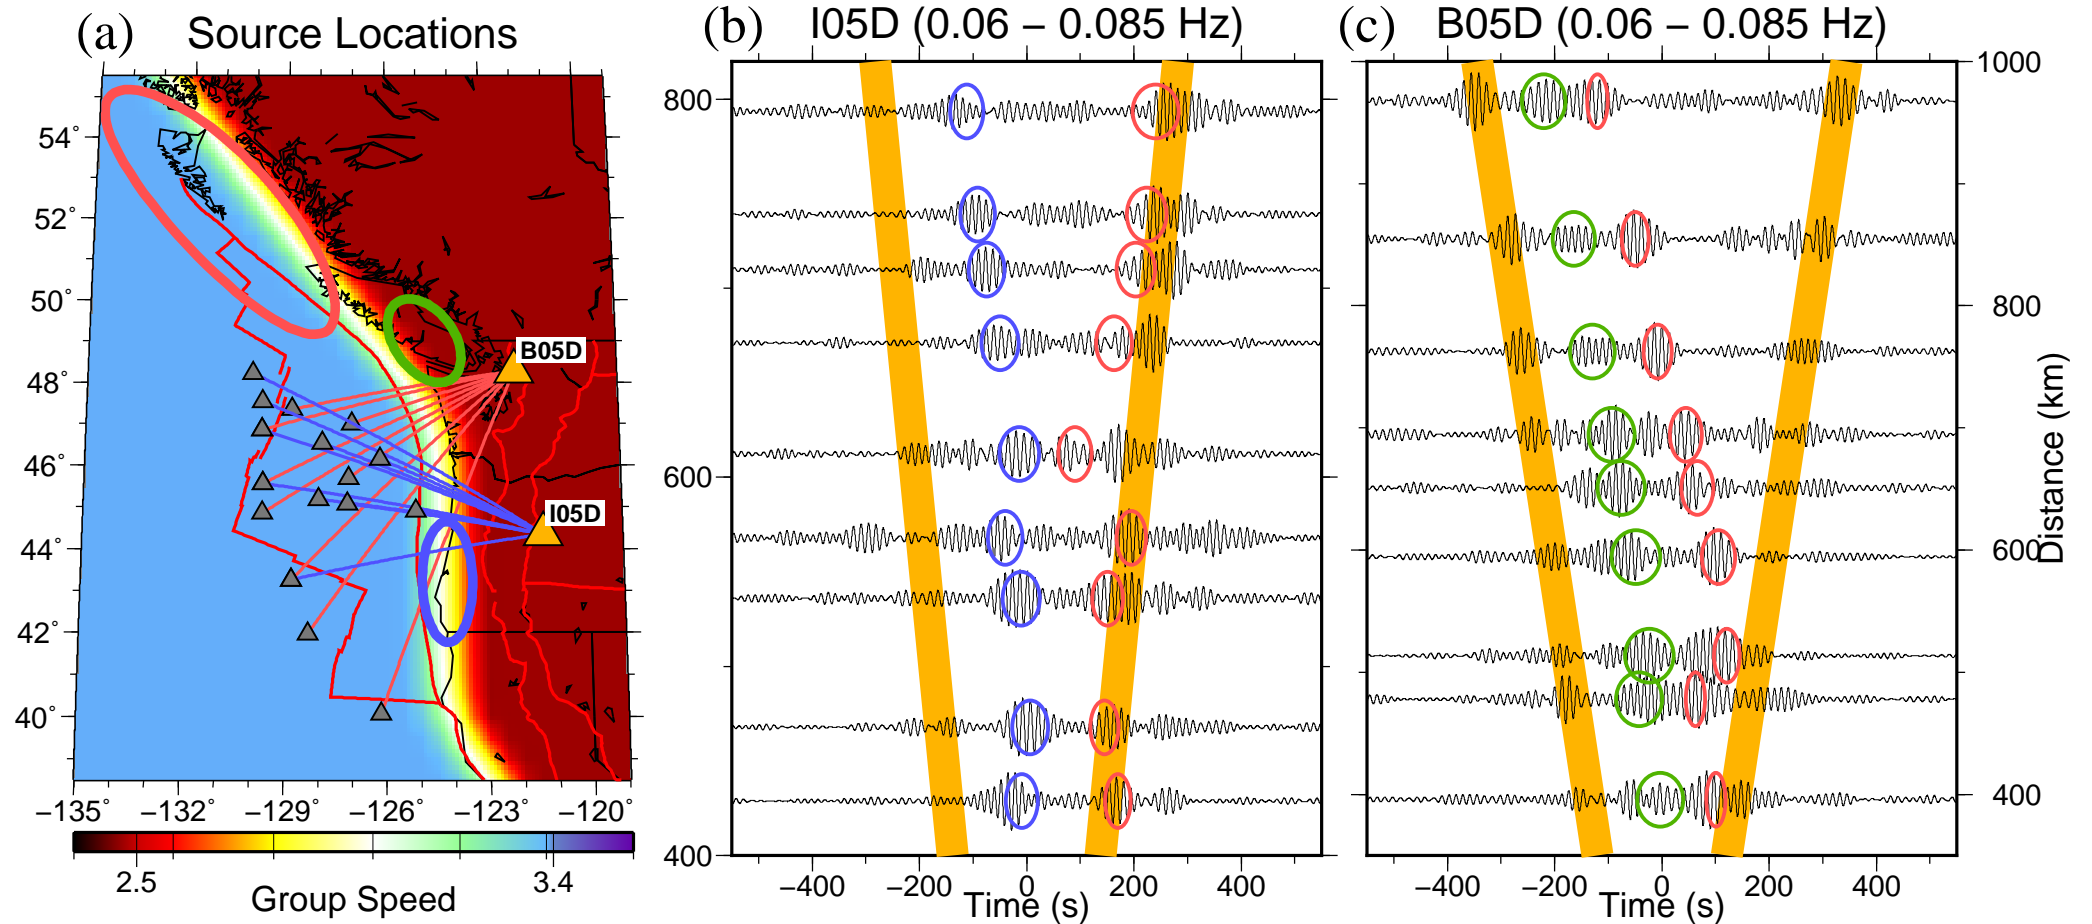 (a) Source Locations
54°
52°
50°
48°
46°
44°
42°
40°
B05D
I05D
−135° −132° −129° −126° −123° −120°
2.5 3.4
Group Speed
(b) I05D (0.06 − 0.085 Hz)
800
600
400
−400 −200 0 200 400
Time (s)
(c) B05D (0.06 − 0.085 Hz)
1000
800
600
400
Distance (km)
−400 −200 0 200 400
Time (s)